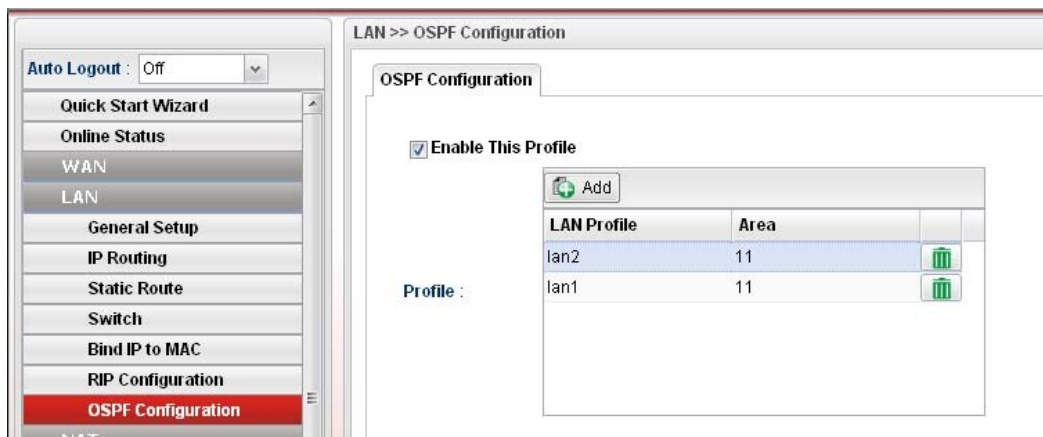 LAN >> OSPF Configuration
Auto Logout : Off
Quick Start Wizard
Online Status
WAN
LAN
General Setup
IP Routing
Static Route
Switch
Bind IP to MAC
RIP Configuration
OSPF Configuration
NAT
OSPF Configuration
Enable This Profile
Add
LAN Profile Area
lan2 11
lan1 11
Profile :